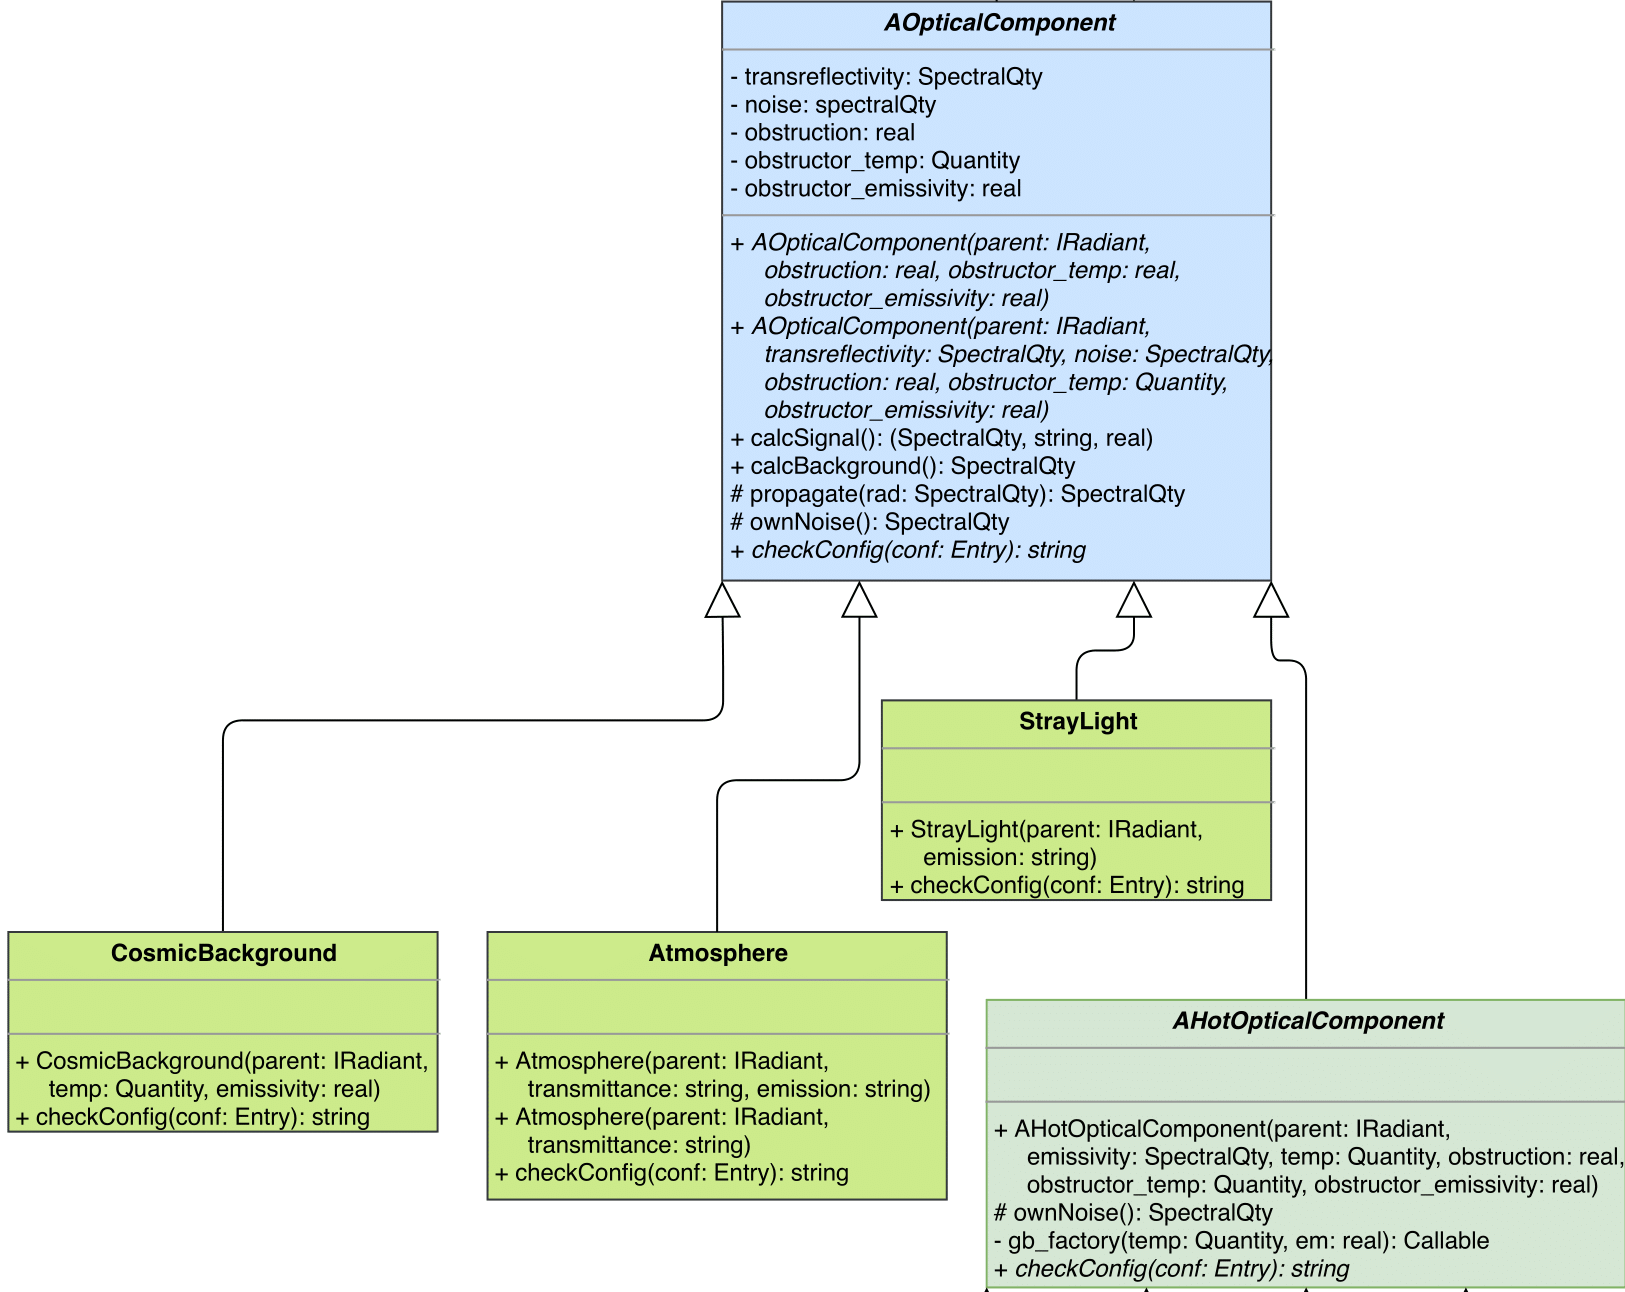 AOpticalComponent
- transreflectivity: SpectralQty
- noise: spectralQty
- obstruction: real
- obstructor_temp: Quantity
- obstructor_emissivity: real
+ AOpticalComponent(parent: IRadiant,
obstruction: real, obstructor_temp: real,
obstructor_emissivity: real)
+ AOpticalComponent(parent: IRadiant,
transreflectivity: SpectralQty, noise: SpectralQty,
obstruction: real, obstructor_temp: Quantity,
obstructor_emissivity: real)
+ calcSignal(): (SpectralQty, string, real)
+ calcBackground(): SpectralQty
# propagate(rad: SpectralQty): SpectralQty
# ownNoise(): SpectralQty
+ checkConfig(conf: Entry): string
StrayLight
+ StrayLight(parent: IRadiant,
emission: string)
+ checkConfig(conf: Entry): string
CosmicBackground
+ CosmicBackground(parent: IRadiant,
temp: Quantity, emissivity: real)
+ checkConfig(conf: Entry): string
Atmosphere
+ Atmosphere(parent: IRadiant,
transmittance: string, emission: string)
+ Atmosphere(parent: IRadiant,
transmittance: string)
+ checkConfig(conf: Entry): string
AHotOpticalComponent
+ AHotOpticalComponent(parent: IRadiant,
emissivity: SpectralQty, temp: Quantity, obstruction: real,
obstructor_temp: Quantity, obstructor_emissivity: real)
# ownNoise(): SpectralQty
- gb_factory(temp: Quantity, em: real): Callable
+ checkConfig(conf: Entry): string